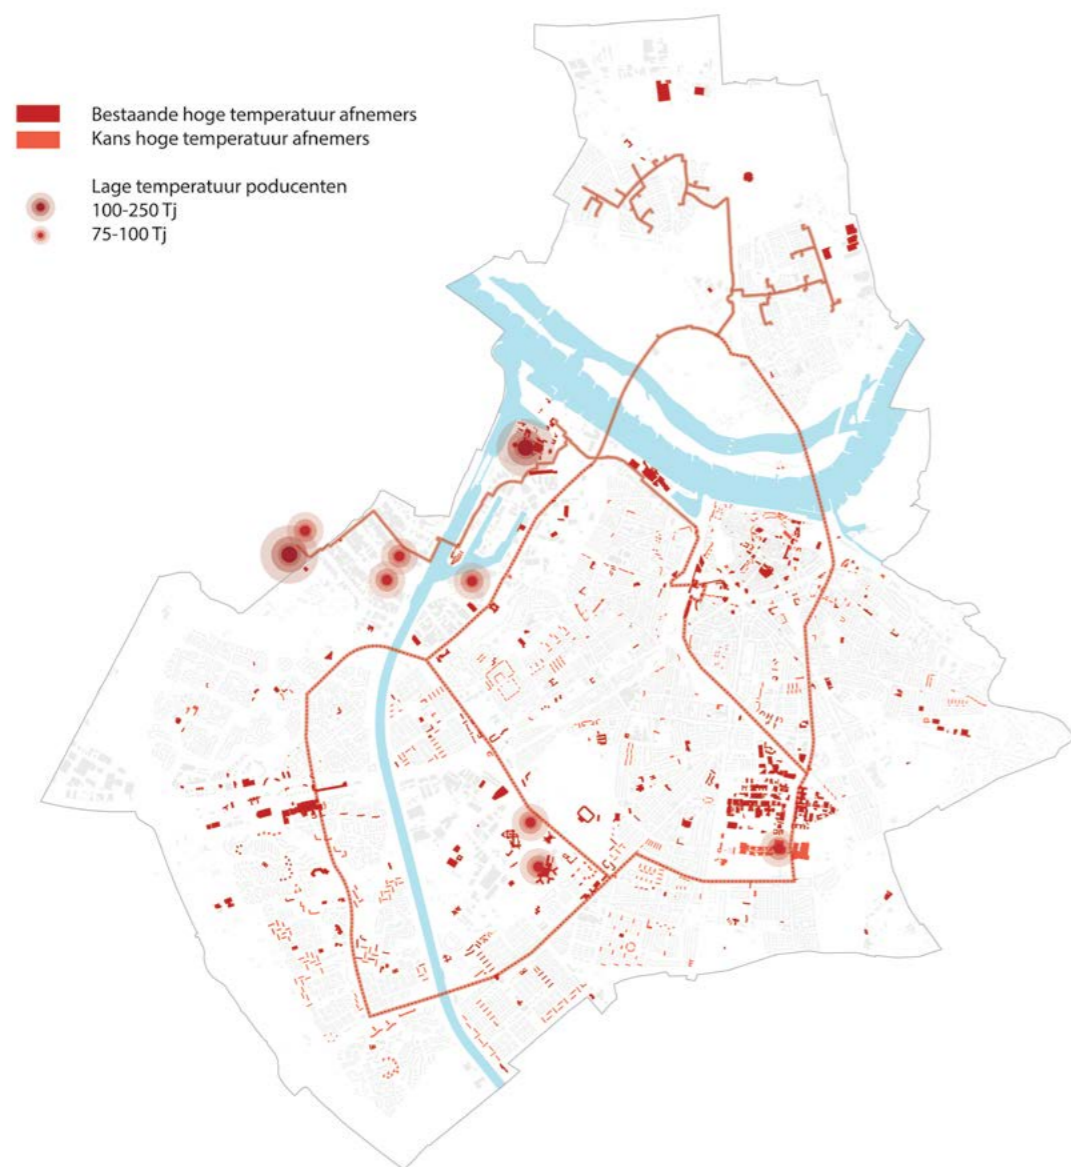 Bestaande hoge temperatuur afnemers
Kans hoge temperatuur afnemers
Lage temperatuur poducenten
100-250 Tj
75-100 Tj